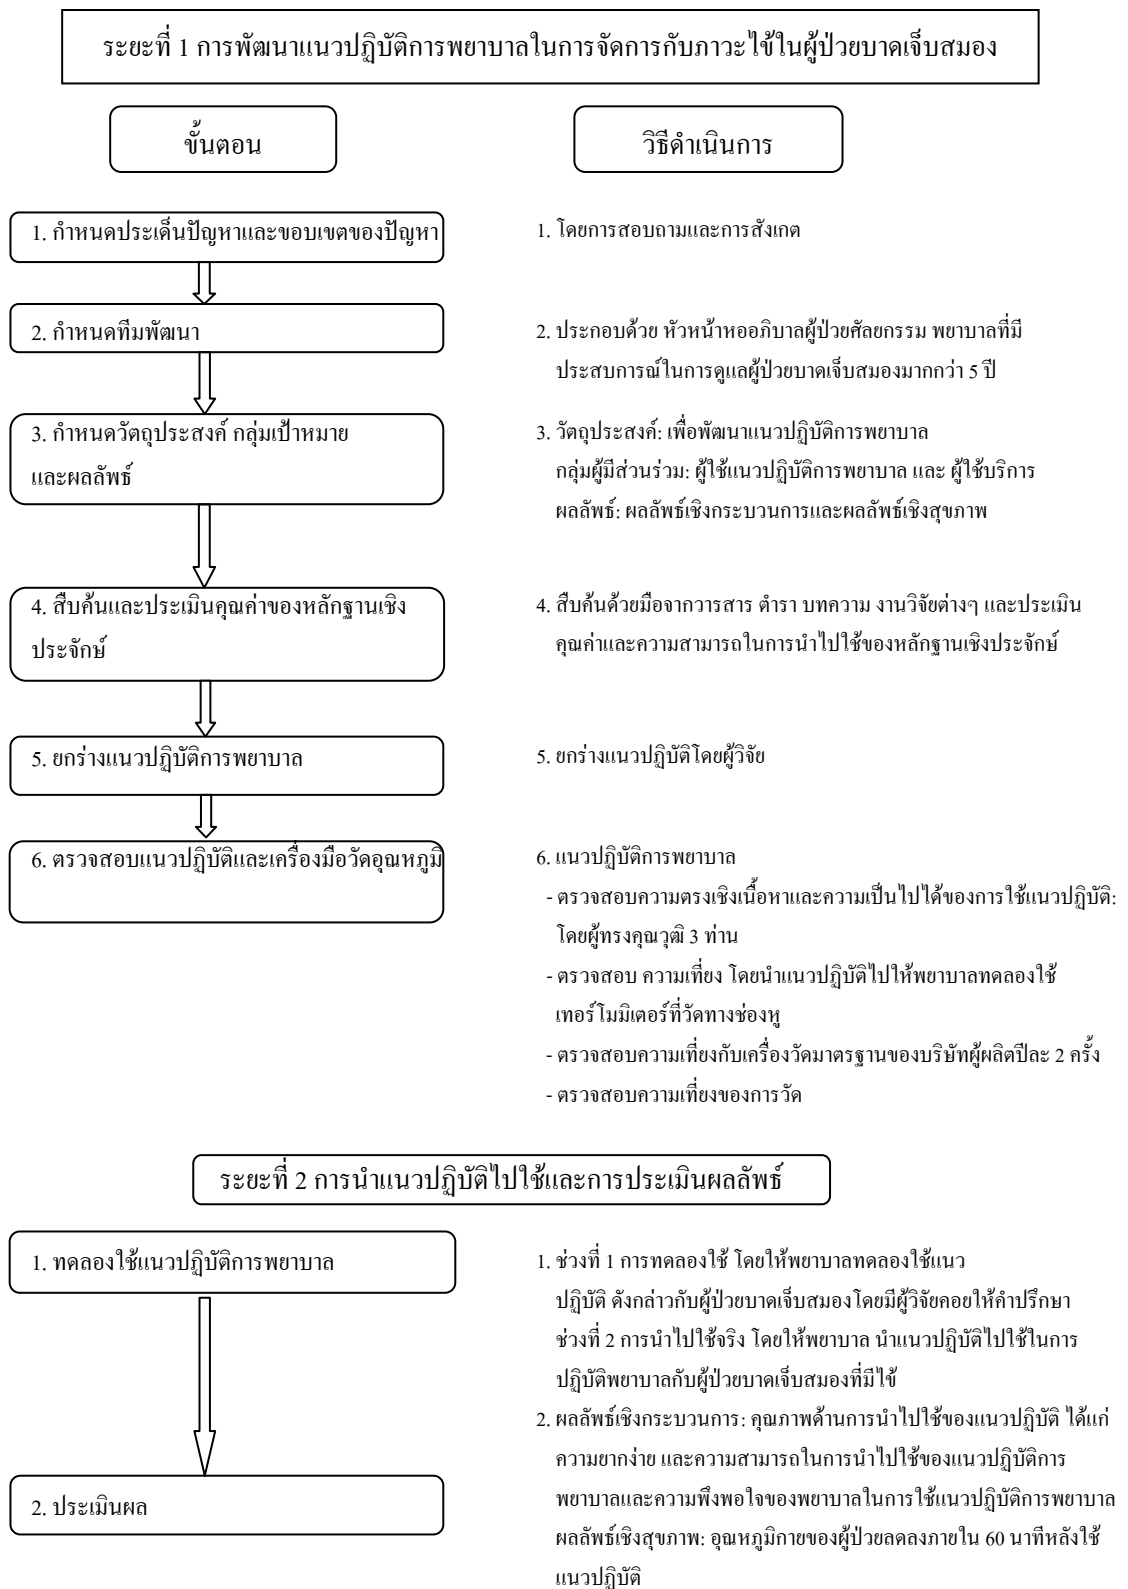 ระยะที่ 1 การพัฒนาแนวปฏิบัติการพยาบาลในการจัดการกับภาวะไข้ในผู้ป่วยบาดเจ็บสมอง
ขั้นตอน
วิธีดำเนินการ
1. กำหนดประเด็นปัญหาและขอบเขตของปัญหา
1. โดยการสอบถามและการสังเกต
2. กำหนดทีมพัฒนา
2. ประกอบด้วย หัวหน้าหออภิบาลผู้ป่วยศัลยกรรม พยาบาลที่มี
ประสบการณ์ในการดูแลผู้ป่วยบาดเจ็บสมองมากกว่า 5 ปี
3. กำหนดวัตถุประสงค์ กลุ่มเป้าหมาย
และผลลัพธ์
3. วัตถุประสงค์: เพื่อพัฒนาแนวปฏิบัติการพยาบาล
กลุ่มผู้มีส่วนร่วม: ผู้ใช้แนวปฏิบัติการพยาบาล และ ผู้ใช้บริการ
ผลลัพธ์: ผลลัพธ์เชิงกระบวนการและผลลัพธ์เชิงสุขภาพ
4. สืบค้นและประเมินคุณค่าของหลักฐานเชิง
ประจักษ์
4. สืบค้นด้วยมือจากวารสาร ตำรา บทความ งานวิจัยต่างๆ และประเมิน
คุณค่าและความสามารถในการนำไปใช้ของหลักฐานเชิงประจักษ์
5. ยกร่างแนวปฏิบัติการพยาบาล
5. ยกร่างแนวปฏิบัติโดยผู้วิจัย
6. ตรวจสอบแนวปฏิบัติและเครื่องมือวัดอุณหภูมิ
6. แนวปฏิบัติการพยาบาล
- ตรวจสอบความตรงเชิงเนื้อหาและความเป็นไปได้ของการใช้แนวปฏิบัติ:
โดยผู้ทรงคุณวุฒิ 3 ท่าน
- ตรวจสอบ ความเที่ยง โดยนำแนวปฏิบัติไปให้พยาบาลทดลองใช้
เทอร์โมมิเตอร์ที่วัดทางช่องหู
- ตรวจสอบความเที่ยงกับเครื่องวัดมาตรฐานของบริษัทผู้ผลิตปีละ 2 ครั้ง
- ตรวจสอบความเที่ยงของการวัด
ระยะที่ 2 การนำแนวปฏิบัติไปใช้และการประเมินผลลัพธ์
1. ทดลองใช้แนวปฏิบัติการพยาบาล
1. ช่วงที่ 1 การทดลองใช้ โดยให้พยาบาลทดลองใช้แนว
ปฏิบัติ ดังกล่าวกับผู้ป่วยบาดเจ็บสมองโดยมีผู้วิจัยคอยให้คำปรึกษา
ช่วงที่ 2 การนำไปใช้จริง โดยให้พยาบาล นำแนวปฏิบัติไปใช้ในการ
ปฏิบัติพยาบาลกับผู้ป่วยบาดเจ็บสมองที่มีไข้
2. ประเมินผล
2. ผลลัพธ์เชิงกระบวนการ: คุณภาพด้านการนำไปใช้ของแนวปฏิบัติ ได้แก่
ความยากง่าย และความสามารถในการนำไปใช้ของแนวปฏิบัติการ
พยาบาลและความพึงพอใจของพยาบาลในการใช้แนวปฏิบัติการพยาบาล
ผลลัพธ์เชิงสุขภาพ: อุณหภูมิกายของผู้ป่วยลดลงภายใน 60 นาทีหลังใช้
แนวปฏิบัติ